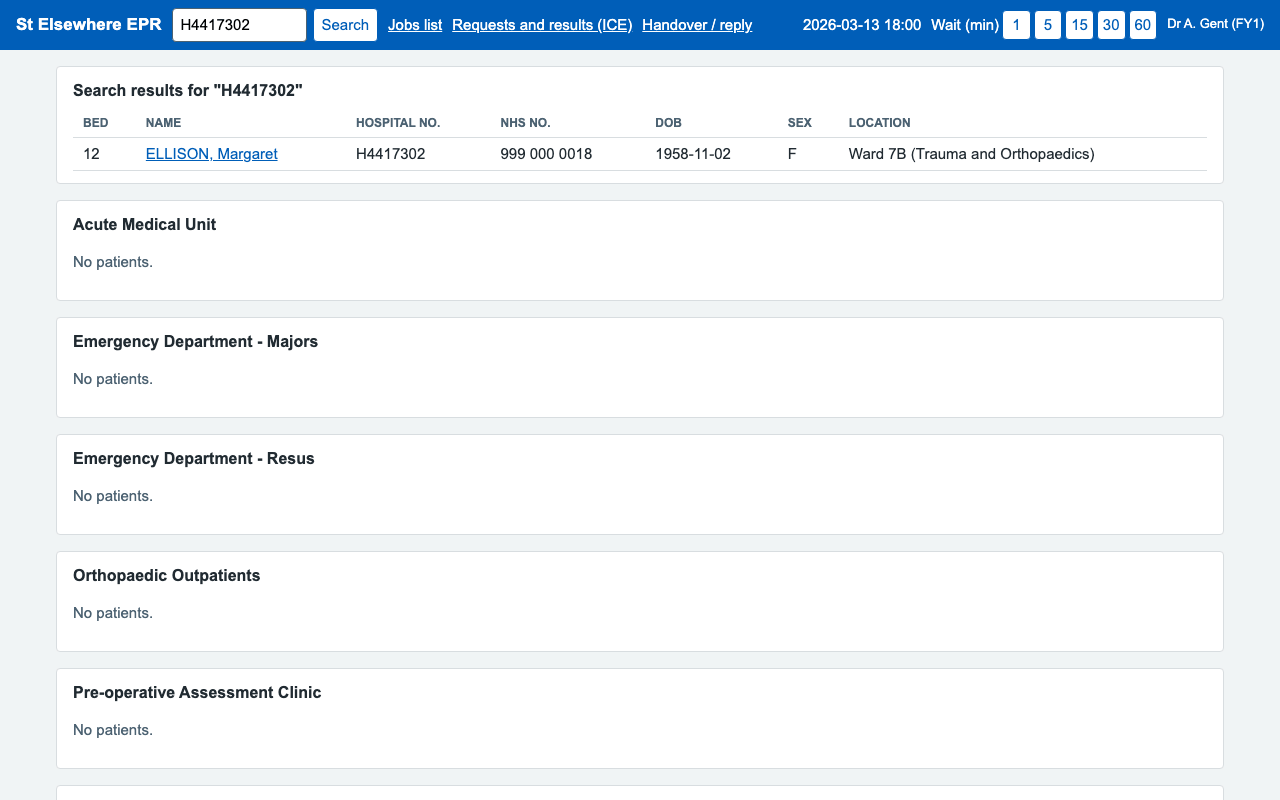 St Elsewhere EPR H4417302 Search Jobs list Requests and results (ICE) Handover / reply 2026-03-13 18:00 Wait (min) 1 5 15 30 60 Dr A. Gent (FY1)
Search results for "H4417302"
BED NAME HOSPITAL NO. NHS NO. DOB SEX LOCATION
12 ELLISON, Margaret H4417302 999 000 0018 1958-11-02 F Ward 7B (Trauma and Orthopaedics)
Acute Medical Unit
No patients.
Emergency Department - Majors
No patients.
Emergency Department - Resus
No patients.
Orthopaedic Outpatients
No patients.
Pre-operative Assessment Clinic
No patients.